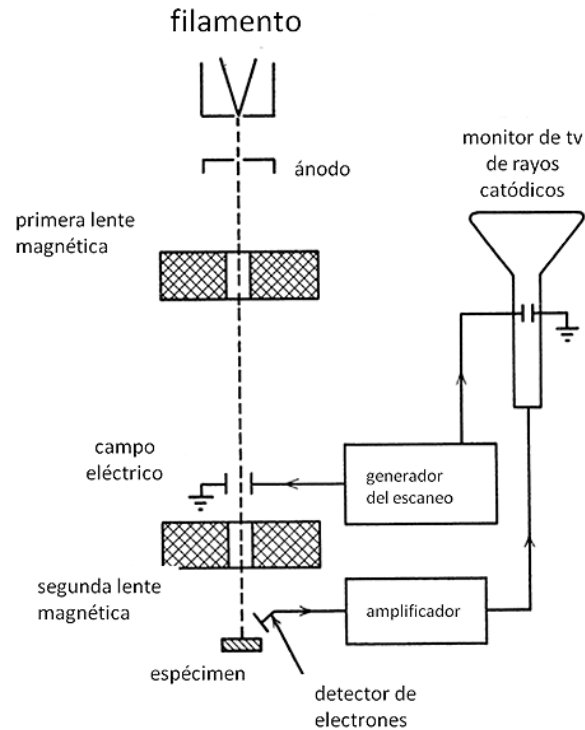 filamento
ánodo
monitor de tv
de rayos
catódicos
primera lente
magnética
campo
eléctrico
generador
del escaneo
segunda lente
magnética
amplificador
espécimen
detector de
electrones